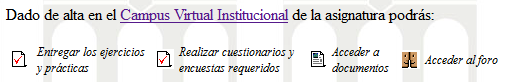 Dado de alta en el Campus Virtual Institucional de la asignatura podrás:
Entregar los ejercicios y prácticas
Realizar cuestionarios y encuestas requeridos
Acceder a documentos
Acceder al foro